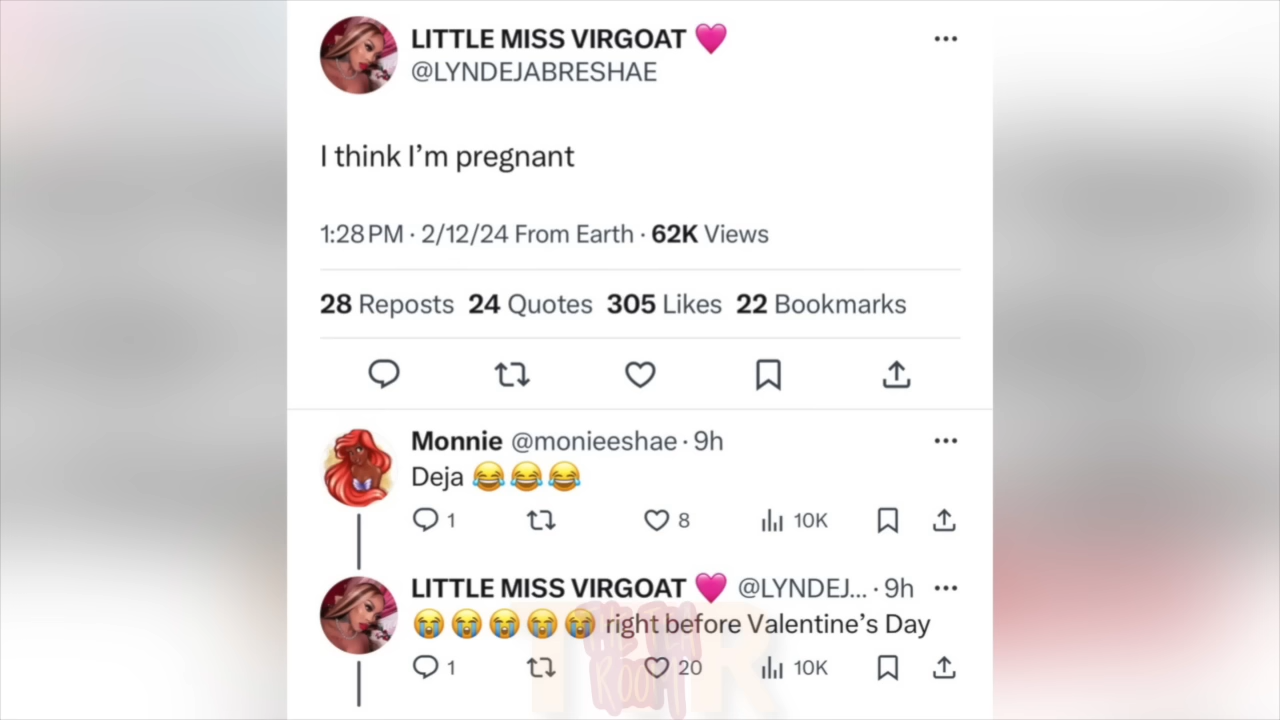 LITTLE MISS VIRGOAT 🩷
@LYNDEJABRESHAE
I think I’m pregnant
1:28 PM · 2/12/24 From Earth · 62K Views
28 Reposts 24 Quotes 305 Likes 22 Bookmarks
Monnie @monieeshae · 9h
Deja 😂😂😂
1 8 10K
LITTLE MISS VIRGOAT 🩷 @LYNDEJ... · 9h
😭😭😭😭😭 right before Valentine’s Day
1 20 10K